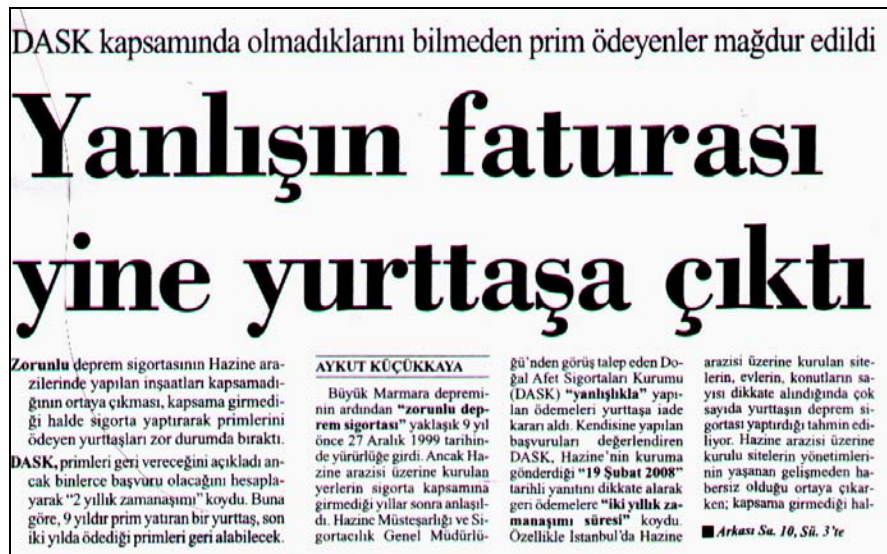 DASK kapsamında olmadıklarını bilmeden prim ödeyenler mağdur edildi
Yanlışın faturası
yine yurttaşa çıktı
Zorunlu deprem sigortasının Hazine ara-
zilerinde yapılan inşaatları kapsamadı-
ğının ortaya çıkması, kapsama girmedi-
ği halde sigorta yaptırarak primlerini
ödeyen yurttaşları zor durumda bıraktı.
DASK, primleri geri vereceğini açıkladı an-
cak binlerce başvuru olacağını hesapla-
yarak “2 yıllık zamanaşımı” koydu. Buna
göre, 9 yıldır prim yatıran bir yurttaş, son
iki yılda ödediği primleri geri alabilecek.
AYKUT KÜÇÜKKAYA
Büyük Marmara depremi-
nin ardından “zorunlu dep-
rem sigortası” yaklaşık 9 yıl
önce 27 Aralık 1999 tarihin-
de yürürlüğe girdi. Ancak Ha-
zine arazisi üzerine kurulan
yerlerin sigorta kapsamına
girmediği yıllar sonra anlaşıl-
dı. Hazine Müsteşarlığı ve Si-
gortacılık Genel Müdürlü-
ğü’nden görüş talep eden Do-
ğal Afet Sigortaları Kurumu
(DASK) “yanlışlıkla” yapı-
lan ödemeleri yurttaşa iade
kararı aldı. Kendisine yapılan
başvuruları değerlendiren
DASK, Hazine’nin kuruma
gönderdiği “19 Şubat 2008”
tarihli yanıtını dikkate alarak
geri ödemelere “iki yıllık za-
manaşımı süresi” koydu.
Özellikle İstanbul’da Hazine
arazisi üzerine kurulan site-
lerin, evlerin, konutların sa-
yısı dikkate alındığında çok
sayıda yurttaşın deprem si-
gortası yaptırdığı tahmin edi-
liyor. Hazine arazisi üzerine
kurulu sitelerin yönetimleri-
nin yaşanan gelişmeden ha-
bersiz olduğu ortaya çıkar-
ken; kapsama girmediği hal-
■ Arkası Sa. 10, Sü. 3’te